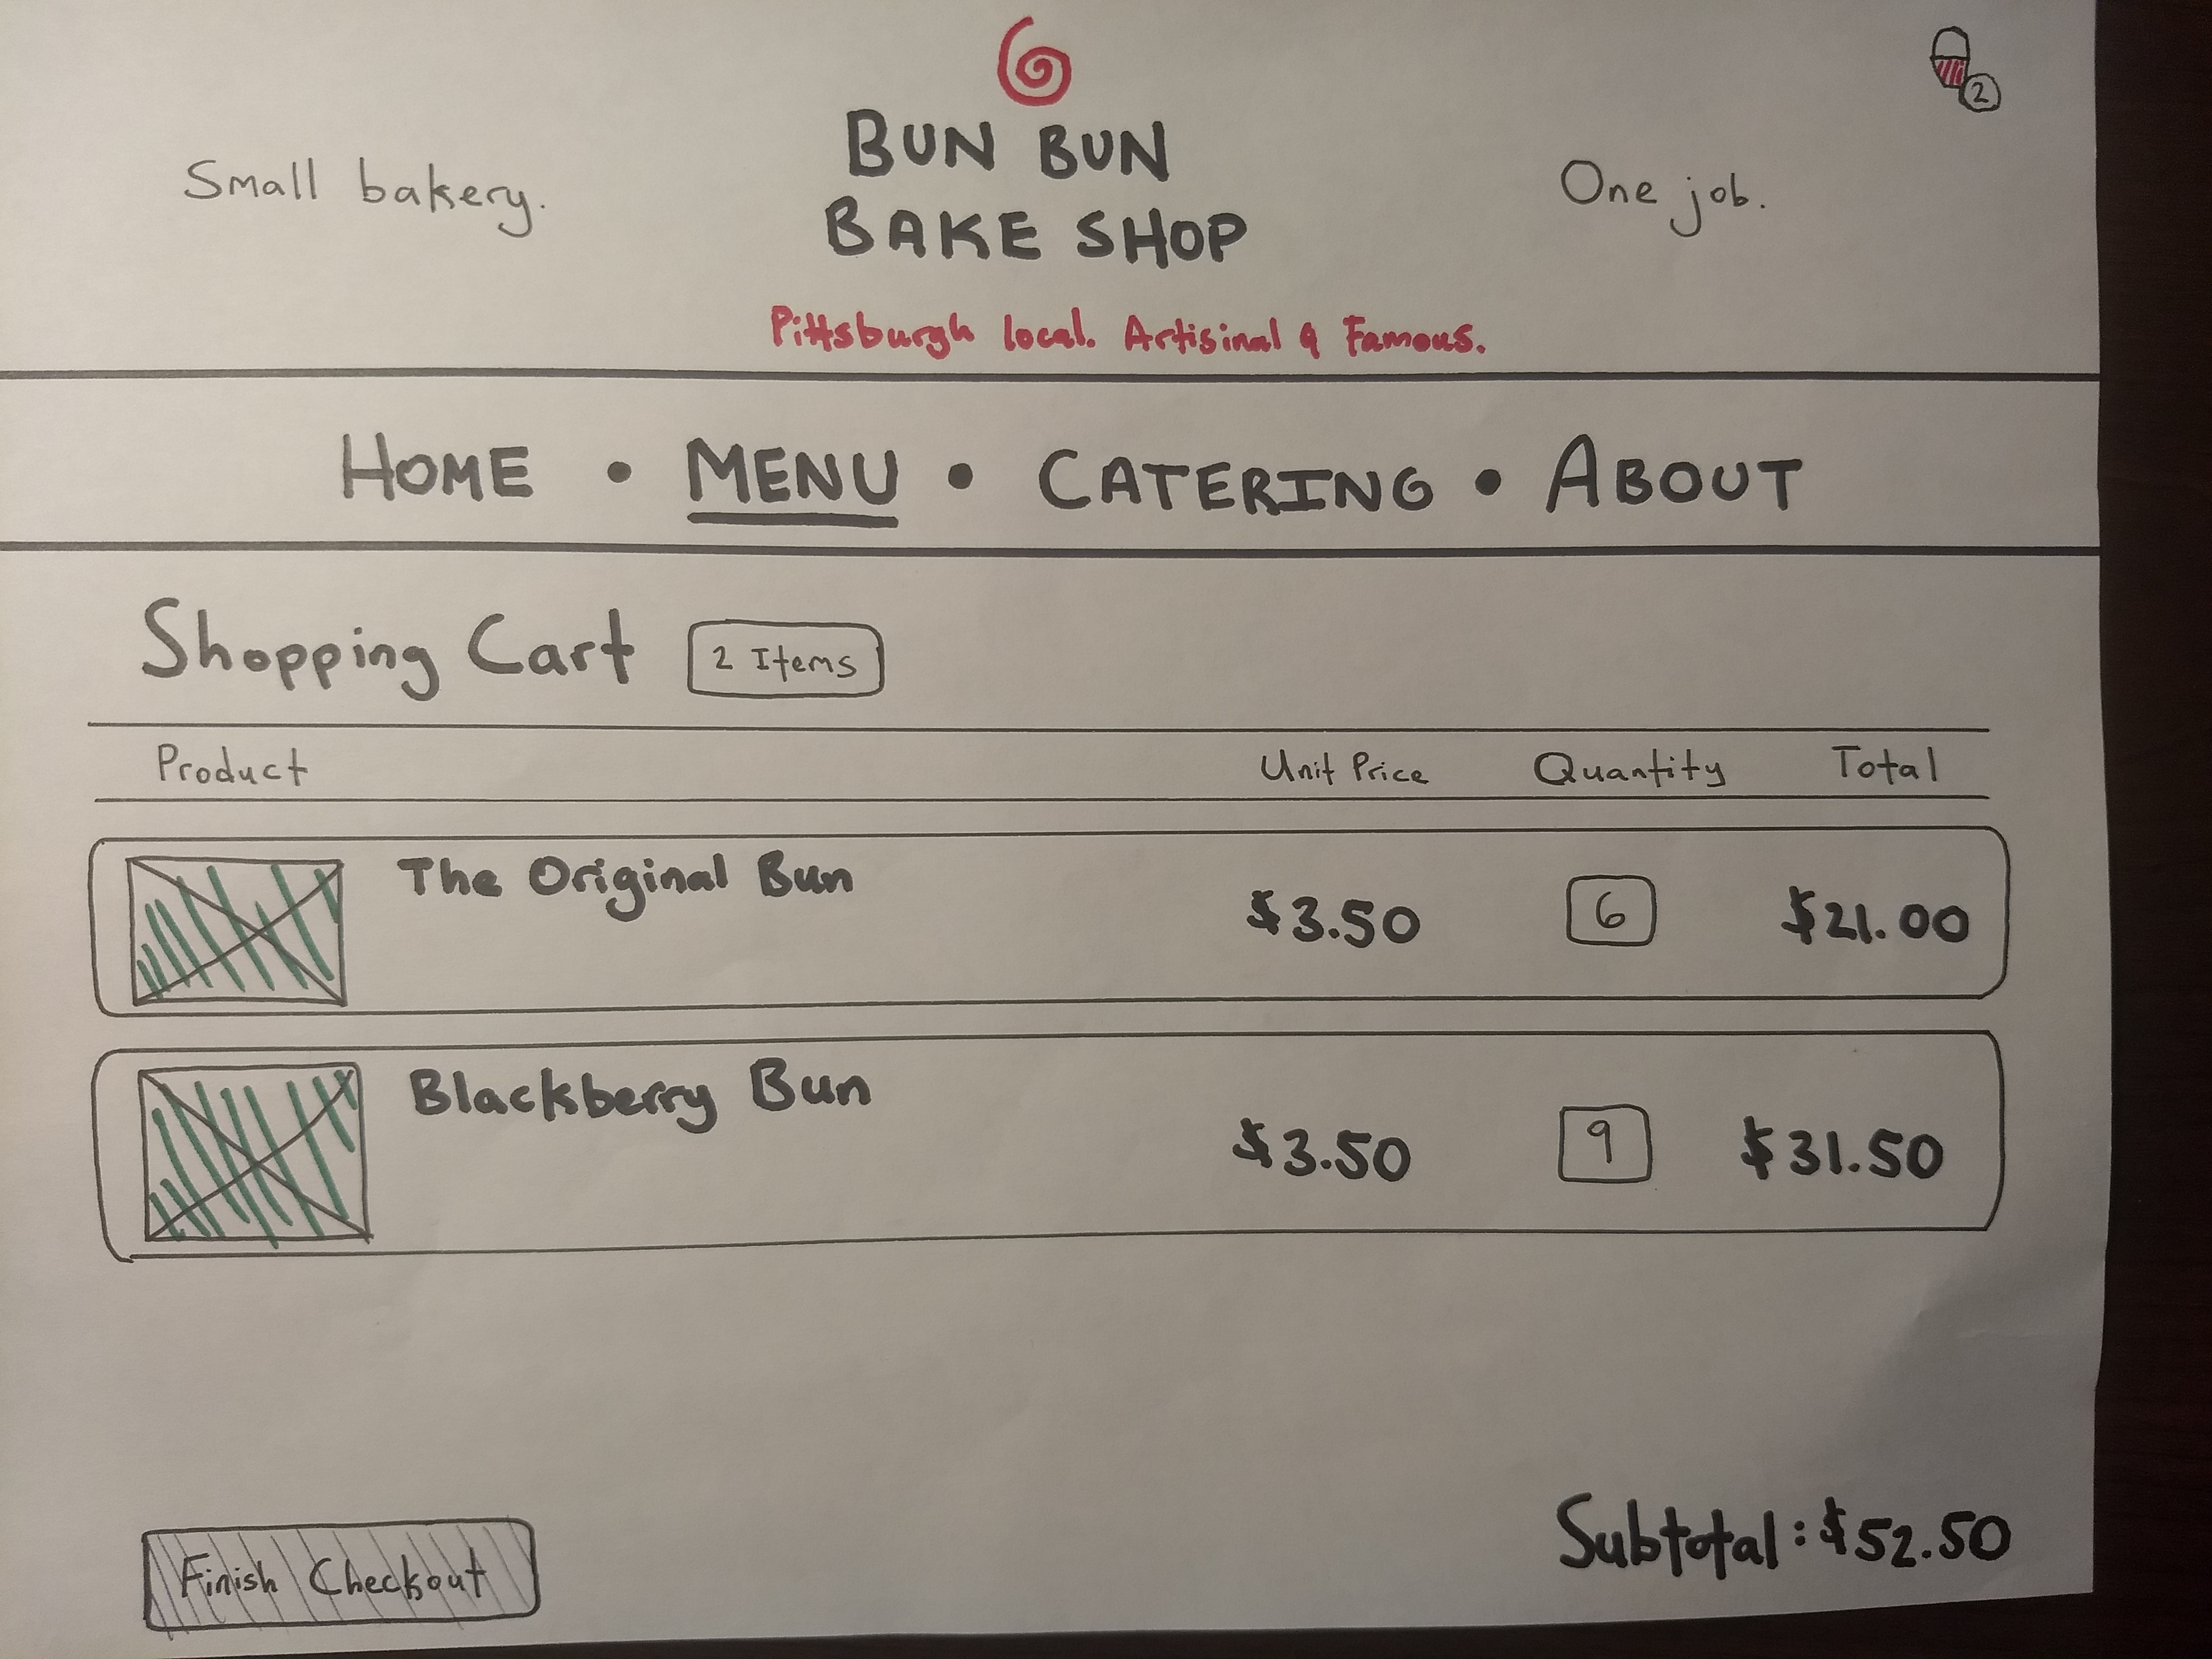 2
BUN BUN
BAKE SHOP
Small bakery.
One job.
Pittsburgh local. Artisinal & Famous.
HOME • MENU • CATERING • ABOUT
Shopping Cart 2 Items
Product Unit Price Quantity Total
The Original Bun $3.50 6 $21.00
Blackberry Bun $3.50 9 $31.50
Finish Checkout Subtotal: $52.50